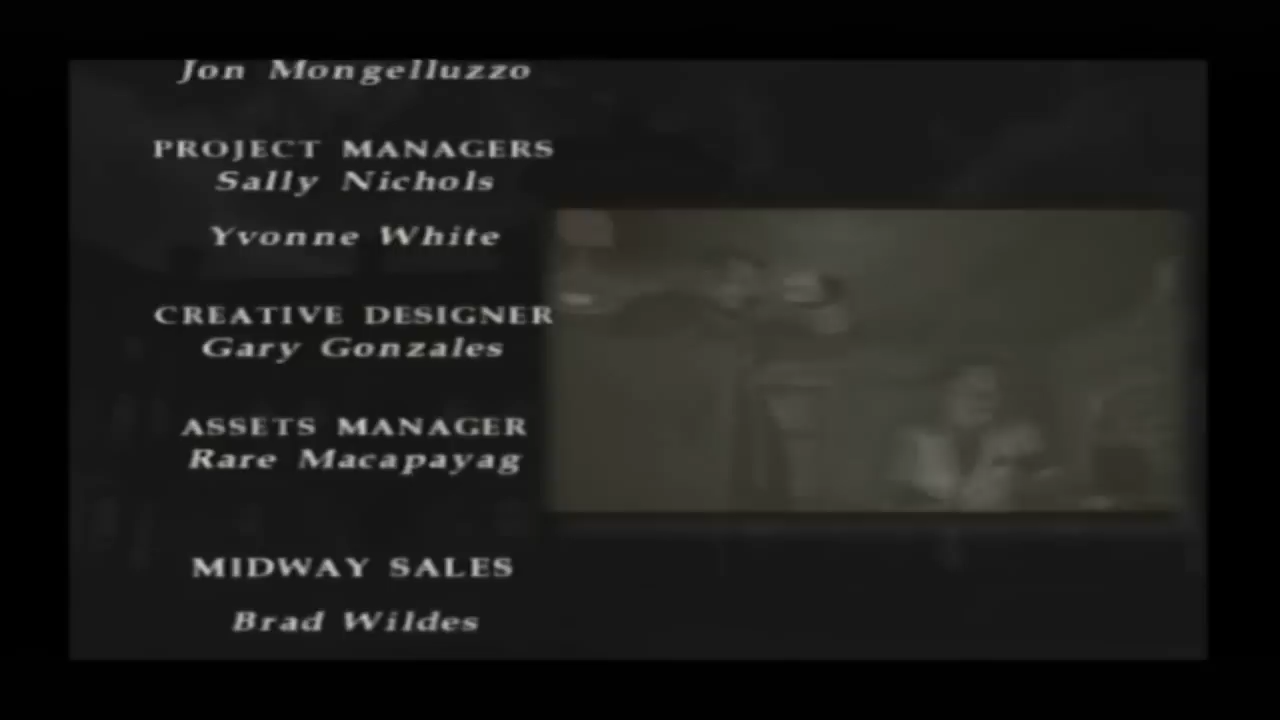 Jon Mongelluzzo
PROJECT MANAGERS
Sally Nichols
Yvonne White
CREATIVE DESIGNER
Gary Gonzales
ASSETS MANAGER
Rare Macapayag
MIDWAY SALES
Brad Wildes